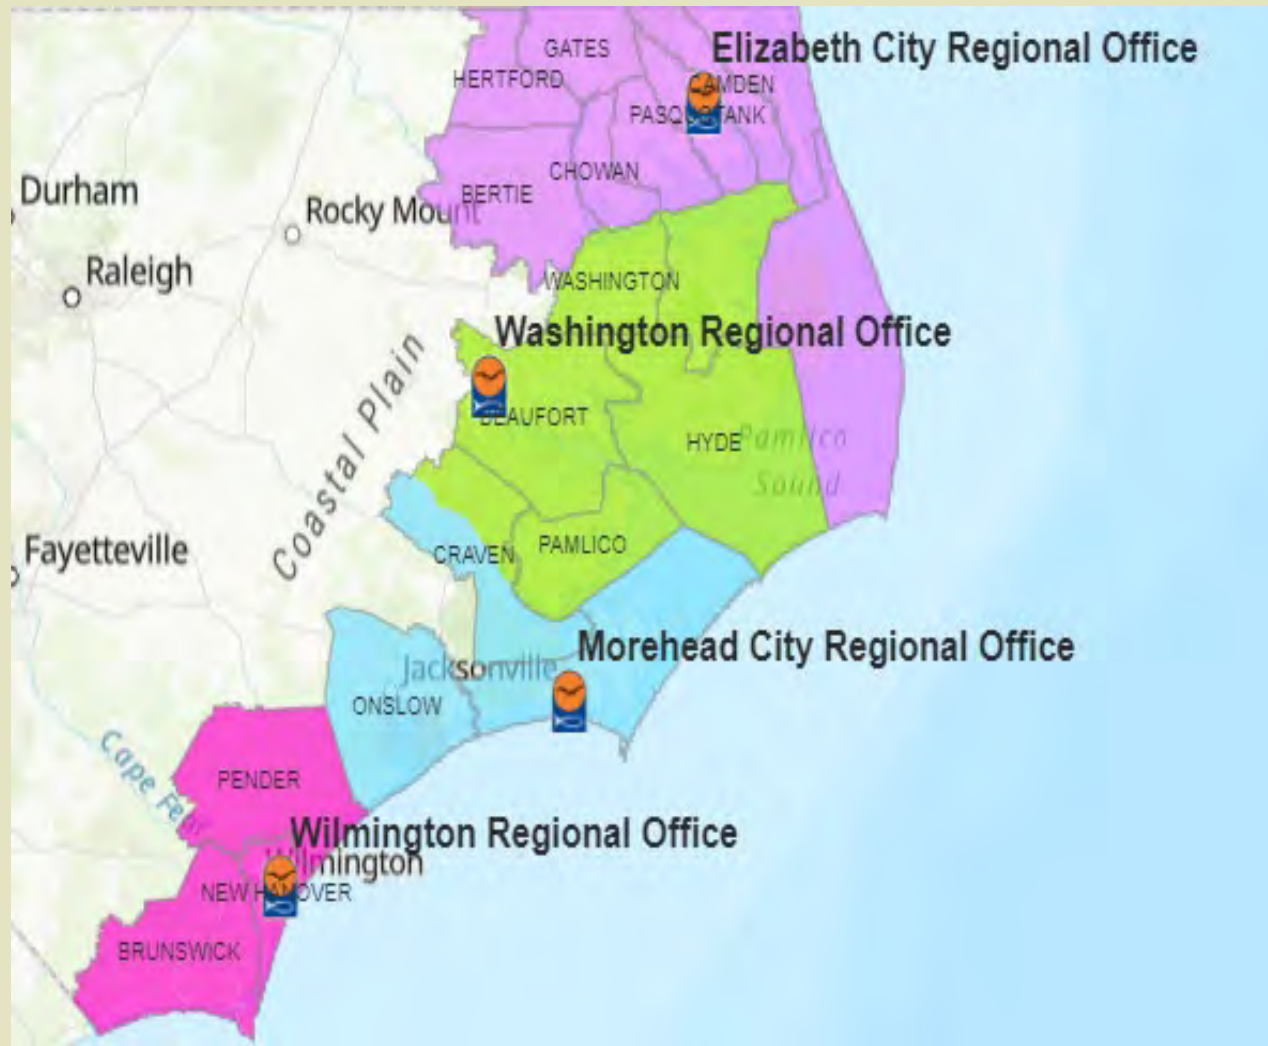 GATES
Elizabeth City Regional Office
HERTFORD
CAMDEN
PASQUOTANK
CHOWAN
BERTIE
Durham
Rocky Mount
Raleigh
WASHINGTON
Washington Regional Office
Coastal Plain
BEAUFORT
HYDE
Pamlico
Sound
Fayetteville
CRAVEN
PAMLICO
Morehead City Regional Office
Jacksonville
ONSLOW
Cape Fear
PENDER
Wilmington Regional Office
Wilmington
NEW HANOVER
BRUNSWICK